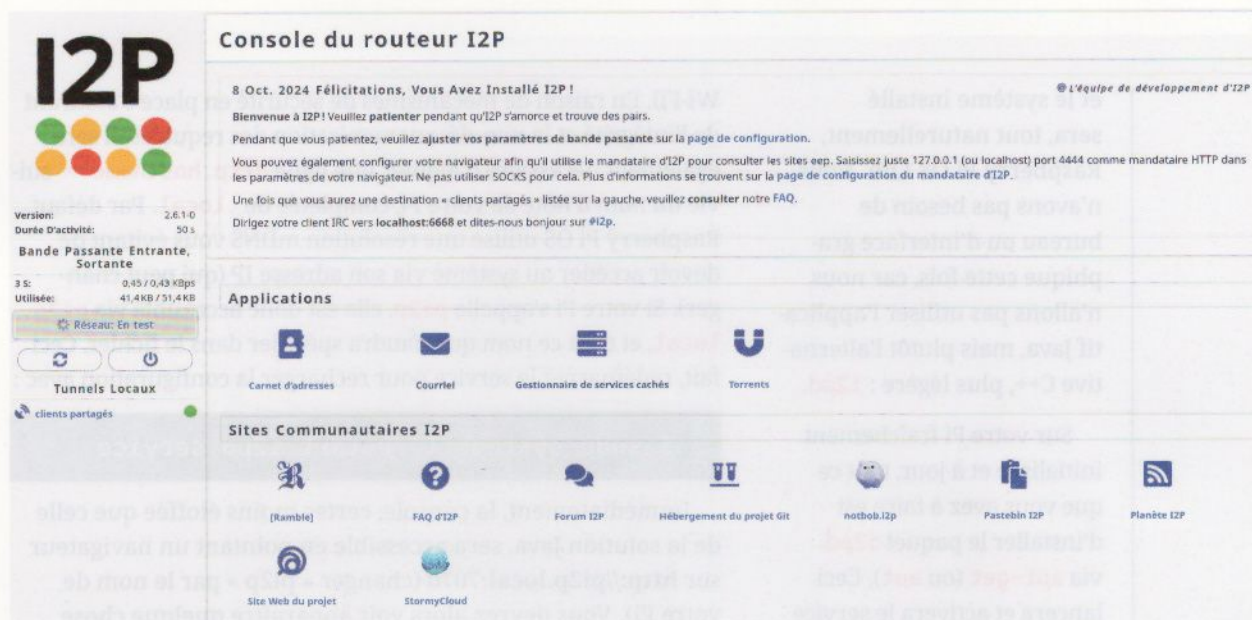 I2P
Version: 2.6.1-0
Durée D'activité: 50 s
Bande Passante Entrante,
Sortante
3 S: 0,45 / 0,43 KBps
Utilisée: 41,4 KB / 51,4 KB
Réseau: En test
Tunnels Locaux
clients partagés
Console du routeur I2P
8 Oct. 2024 Félicitations, Vous Avez Installé I2P !
@ L'équipe de développement d'I2P
Bienvenue à I2P! Veuillez patienter pendant qu'I2P s'amorce et trouve des pairs.
Pendant que vous patientez, veuillez ajuster vos paramètres de bande passante sur la page de configuration.
Vous pouvez également configurer votre navigateur afin qu'il utilise le mandataire d'I2P pour consulter les sites eep. Saisissez juste 127.0.0.1 (ou localhost) port 4444 comme mandataire HTTP dans
les paramètres de votre navigateur. Ne pas utiliser SOCKS pour cela. Plus d'informations se trouvent sur la page de configuration du mandataire d'I2P.
Une fois que vous aurez une destination « clients partagés » listée sur la gauche, veuillez consulter notre FAQ.
Dirigez votre client IRC vers localhost:6668 et dites-nous bonjour sur #i2p.
Applications
Carnet d'adresses Courriel Gestionnaire de services cachés Torrents
Sites Communautaires I2P
[Ramble] FAQ d'I2P Forum I2P Hébergement du projet Git notbob.i2p Pastebin I2P Planète I2P
Site Web du projet StormyCloud